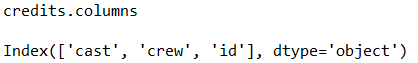 credits.columns
Index(['cast', 'crew', 'id'], dtype='object')